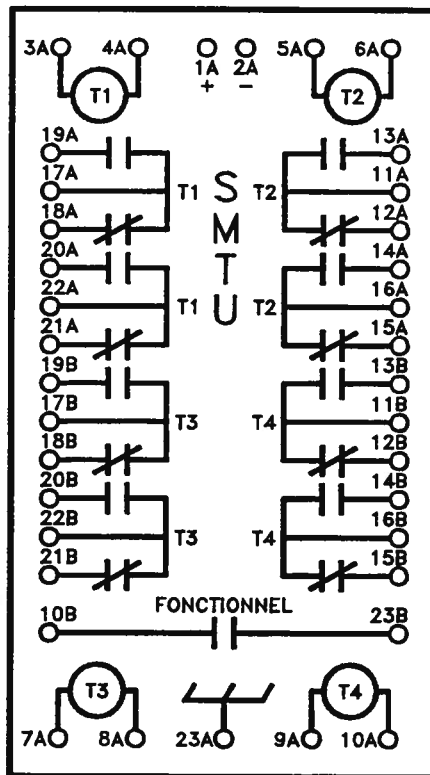 3A 4A 1A 2A 5A 6A
T1 + − T2
19A 13A
17A 11A
T1 S T2
18A 12A
M
20A 14A
T
22A 16A
T1 U T2
21A 15A
19B 13B
17B 11B
T3 T4
18B 12B
20B 14B
22B 16B
T3 T4
21B 15B
FONCTIONNEL
10B 23B
T3 T4
7A 8A 23A 9A 10A